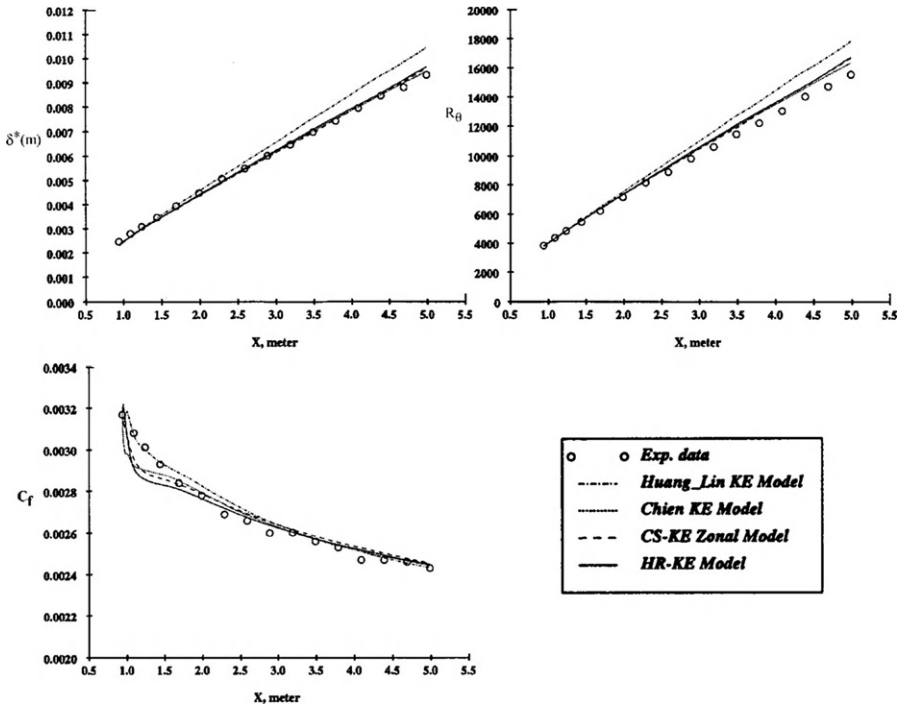 0.012
0.011
0.010
0.009
0.008
0.007
δ*(m)
0.006
0.005
0.004
0.003
0.002
0.001
0.000
0.5 1.0 1.5 2.0 2.5 3.0 3.5 4.0 4.5 5.0 5.5
X, meter
20000
18000
16000
14000
Rθ
12000
10000
8000
6000
4000
2000
0
0.5 1.0 1.5 2.0 2.5 3.0 3.5 4.0 4.5 5.0 5.5
X, meter
0.0034
0.0032
0.0030
0.0028
Cf
0.0026
0.0024
0.0022
0.0020
0.5 1.0 1.5 2.0 2.5 3.0 3.5 4.0 4.5 5.0 5.5
X, meter
Exp. data
Huang_Lin KE Model
Chien KE Model
CS-KE Zonal Model
HR-KE Model